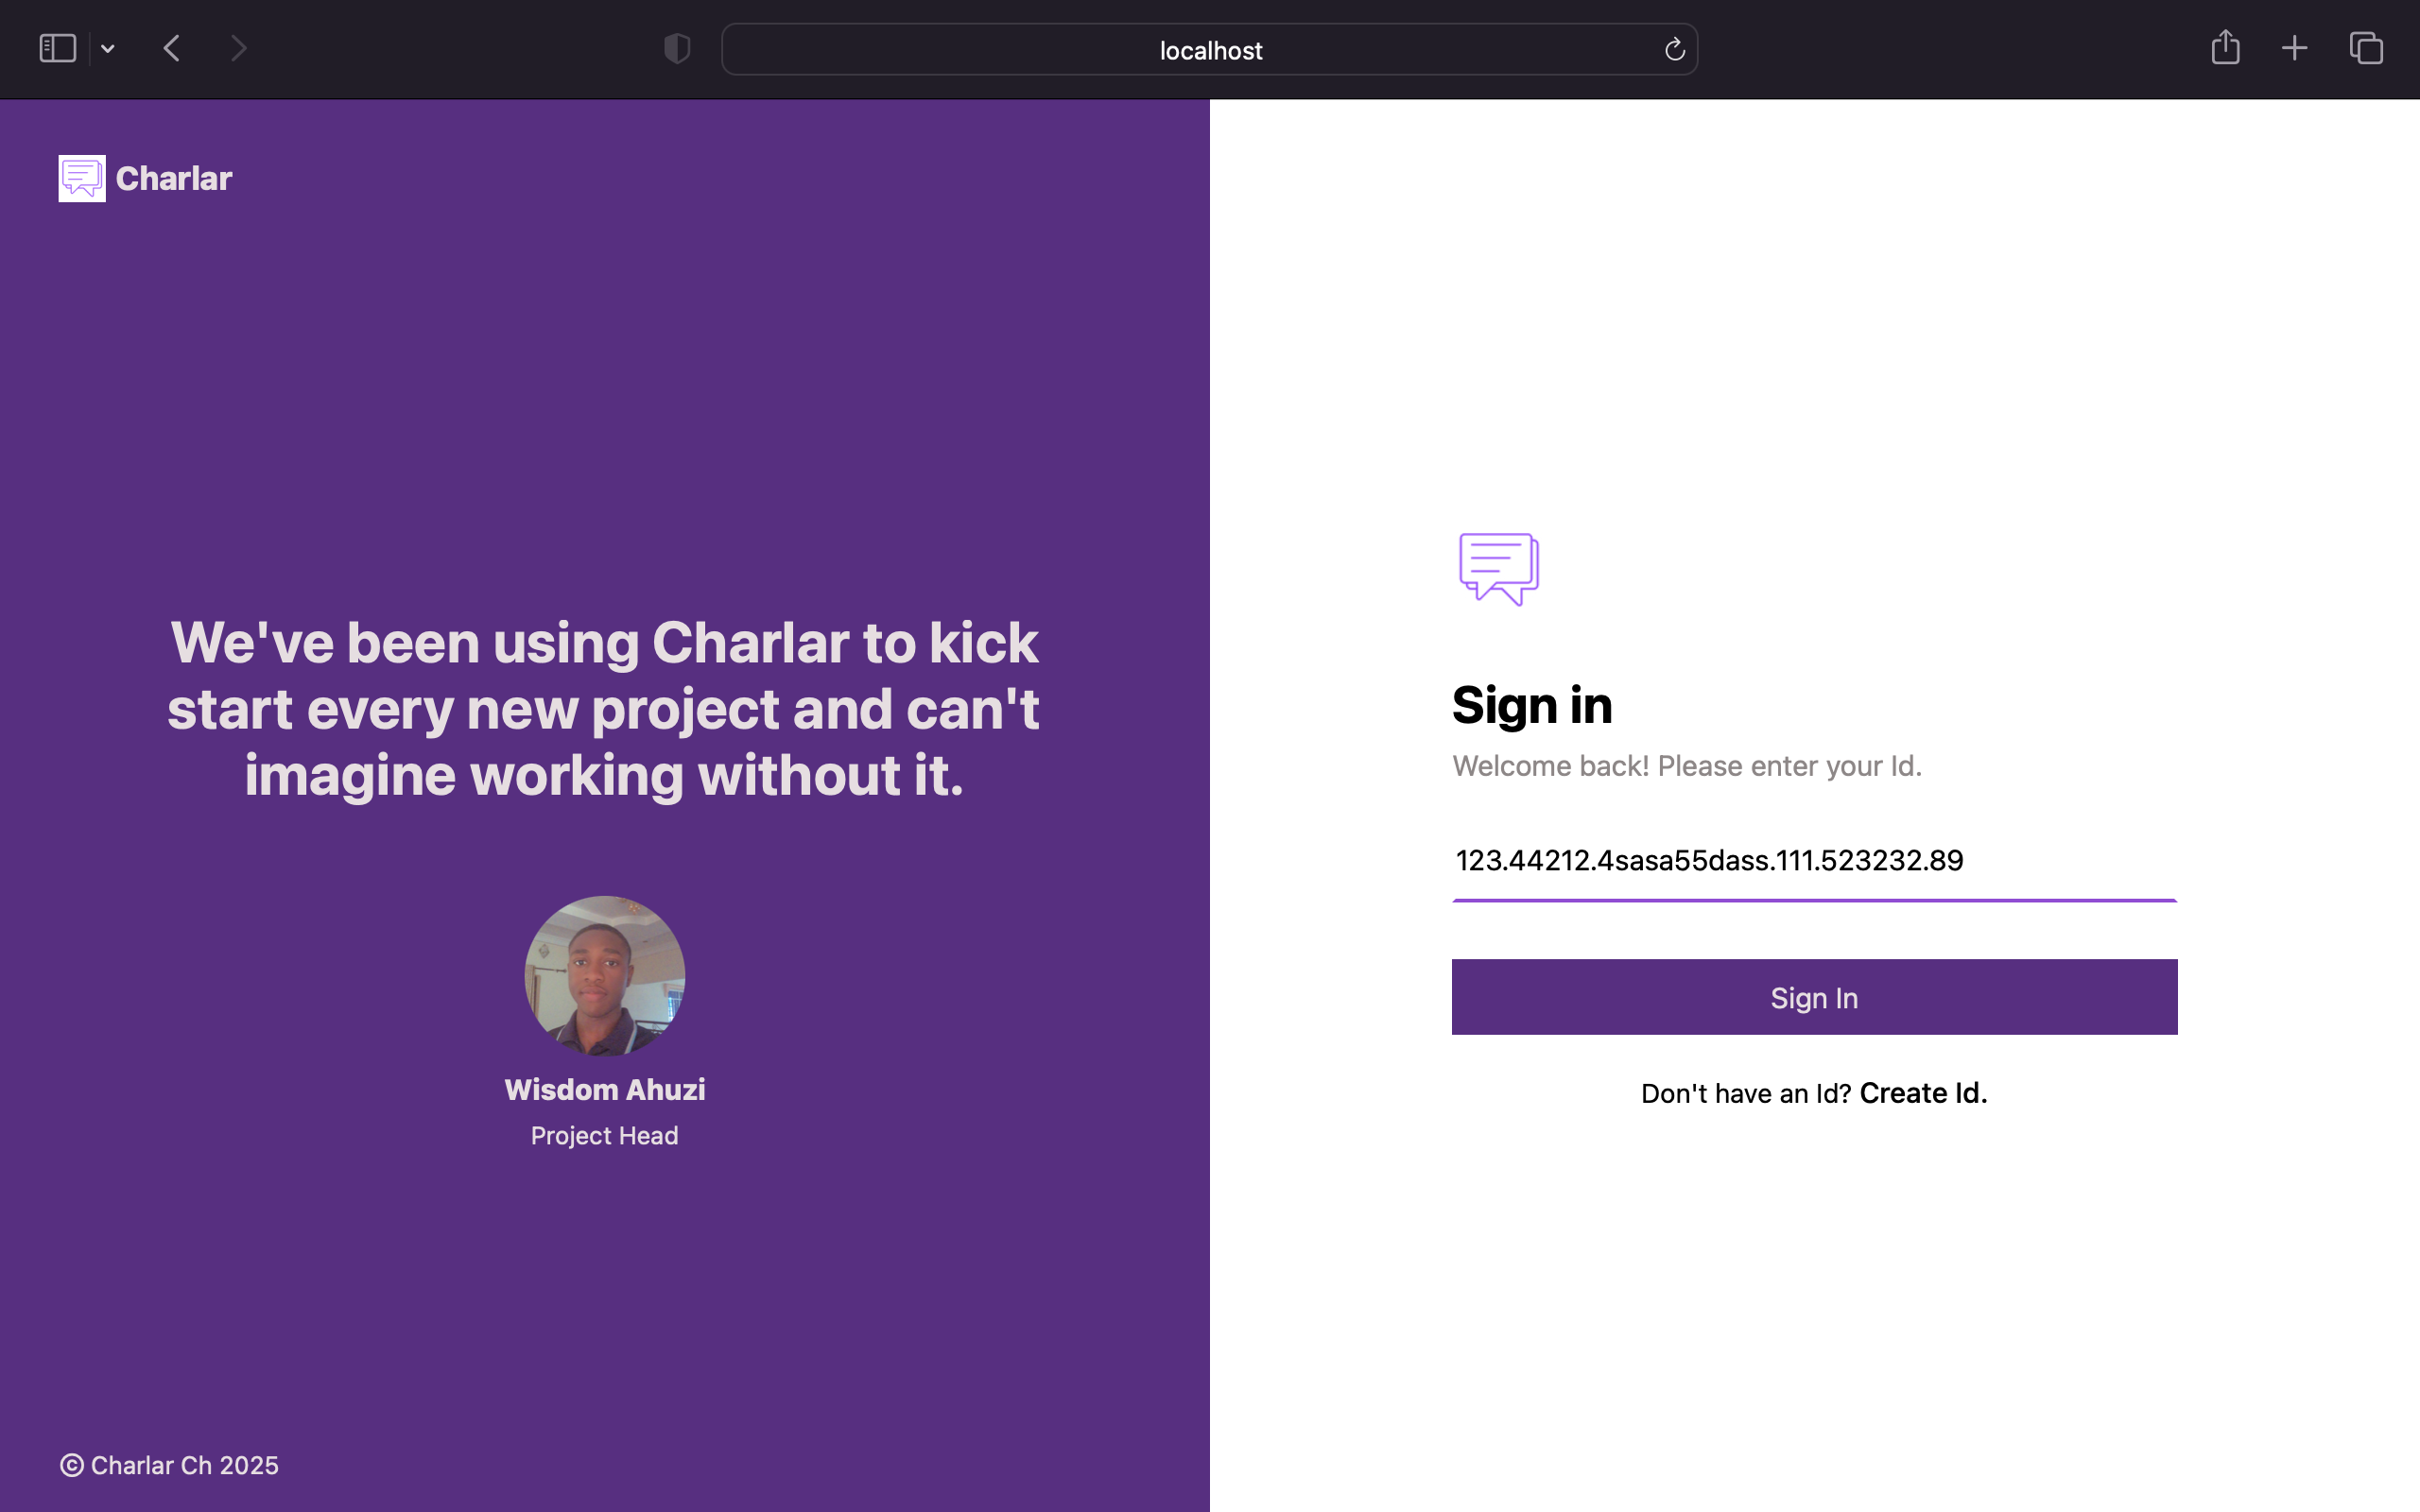 localhost
Charlar
We've been using Charlar to kick
start every new project and can't
imagine working without it.
Wisdom Ahuzi
Project Head
© Charlar Ch 2025
Sign in
Welcome back! Please enter your Id.
123.44212.4sasa55dass.111.523232.89
Sign In
Don't have an Id? Create Id.